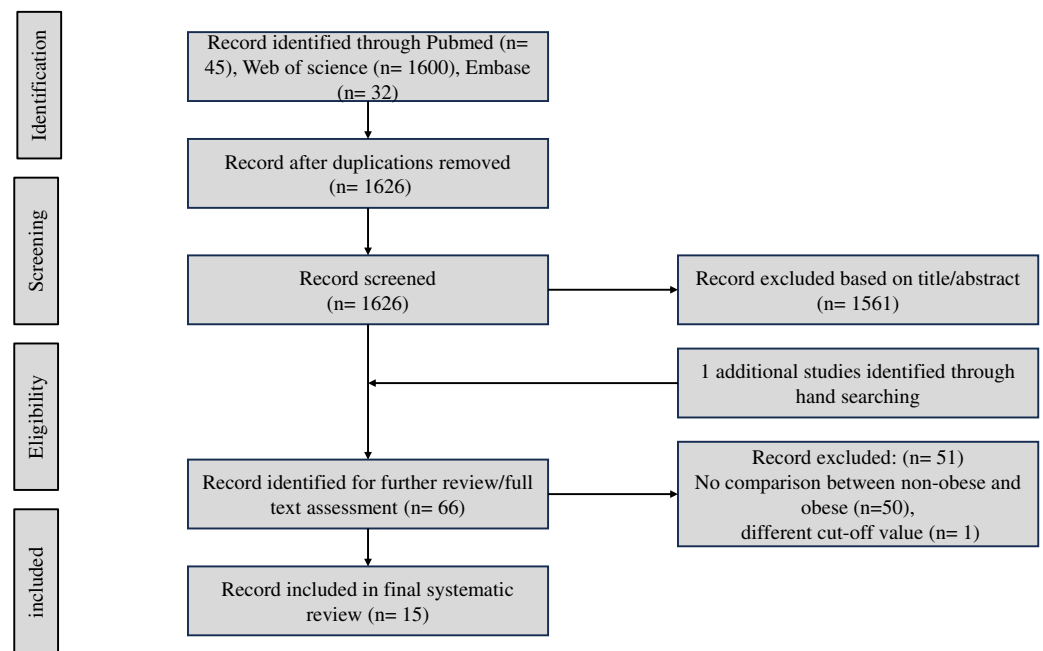 Identification
Record identified through Pubmed (n=
45), Web of science (n= 1600), Embase
(n= 32)
Record after duplications removed
(n= 1626)
Screening
Record screened
(n= 1626)
Record excluded based on title/abstract
(n= 1561)
1 additional studies identified through
hand searching
Eligibility
Record identified for further review/full
text assessment (n= 66)
Record excluded: (n= 51)
No comparison between non-obese and
obese (n=50),
different cut-off value (n= 1)
included
Record included in final systematic
review (n= 15)